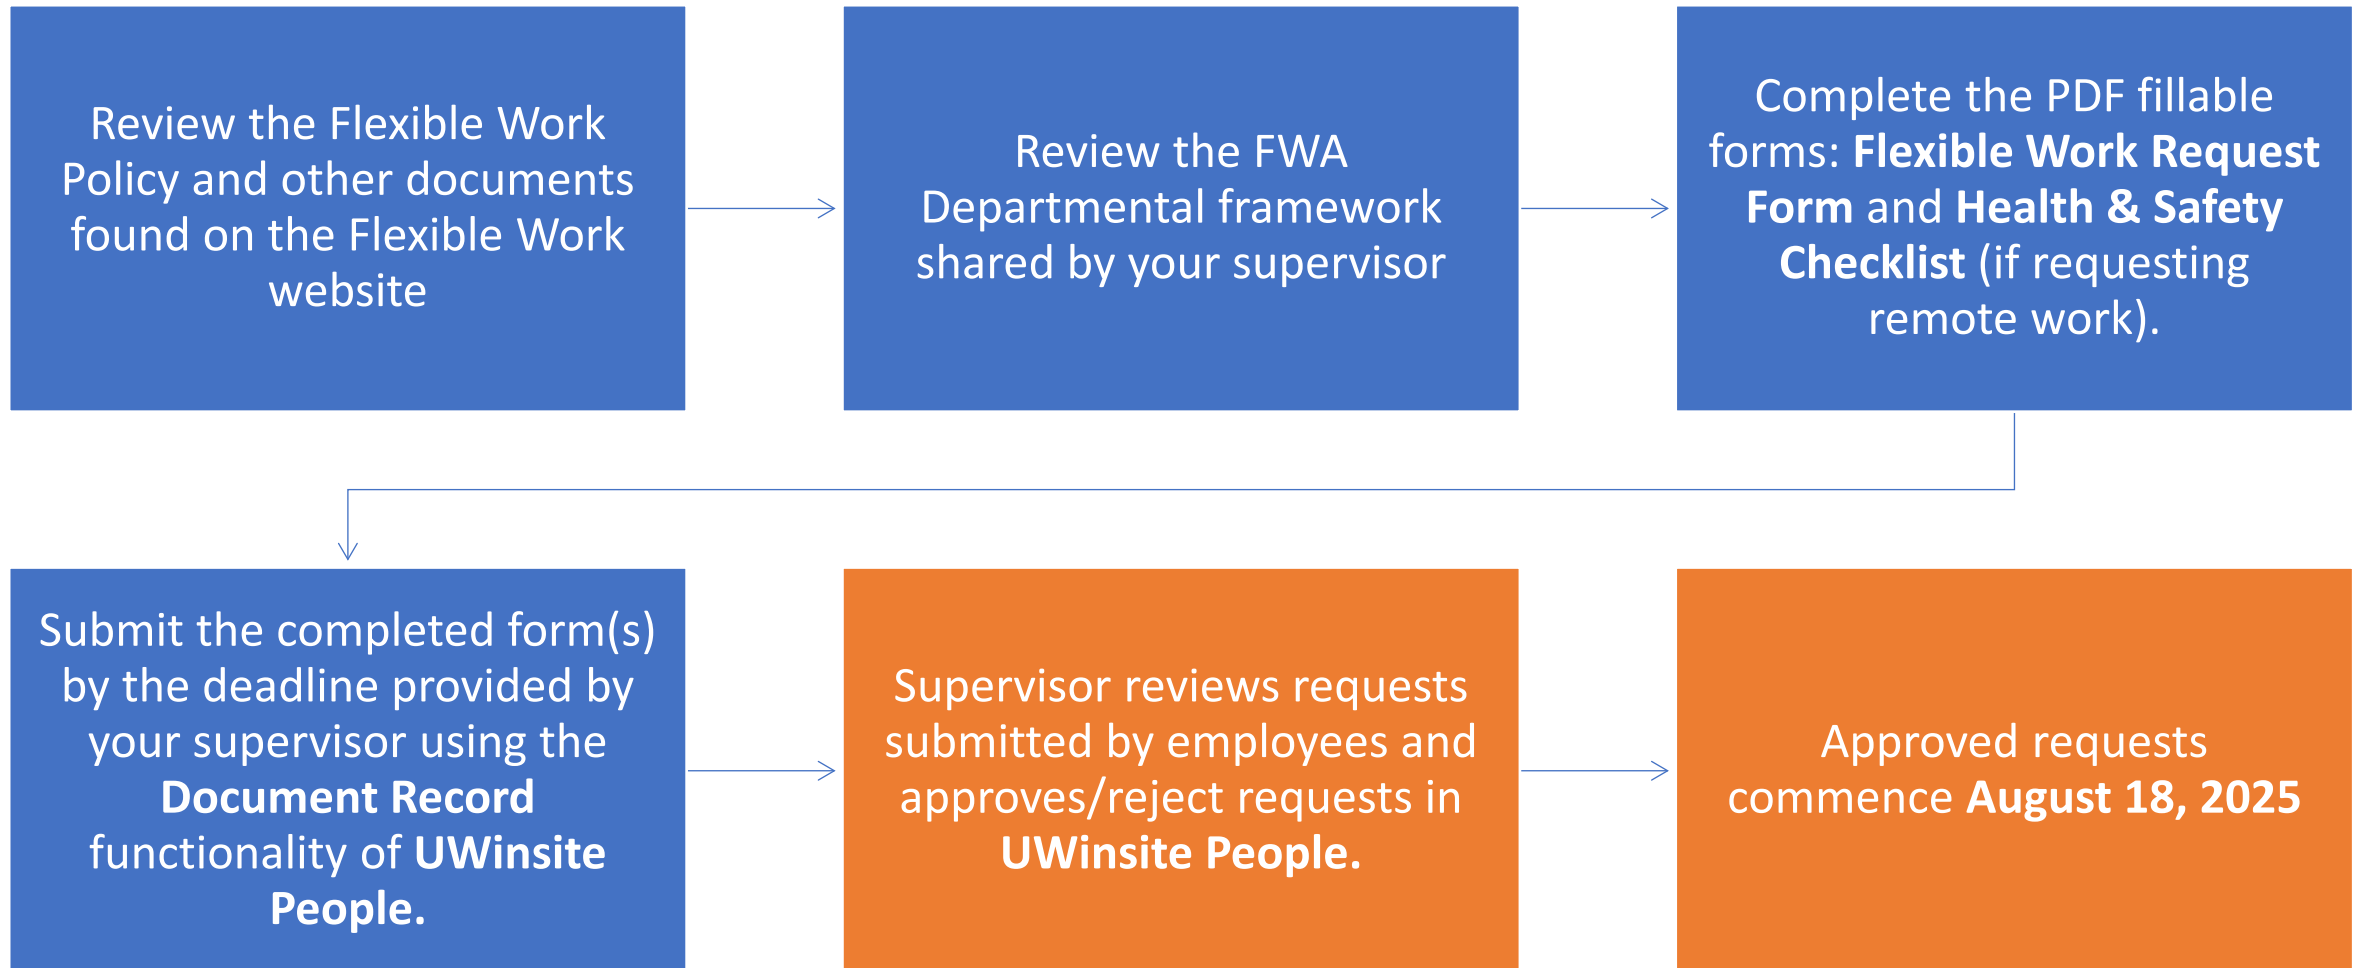 Review the Flexible Work
Policy and other documents
found on the Flexible Work
website
Review the FWA
Departmental framework
shared by your supervisor
Complete the PDF fillable
forms: Flexible Work Request
Form and Health & Safety
Checklist (if requesting
remote work).
Submit the completed form(s)
by the deadline provided by
your supervisor using the
Document Record
functionality of UWinsite
People.
Supervisor reviews requests
submitted by employees and
approves/reject requests in
UWinsite People.
Approved requests
commence August 18, 2025